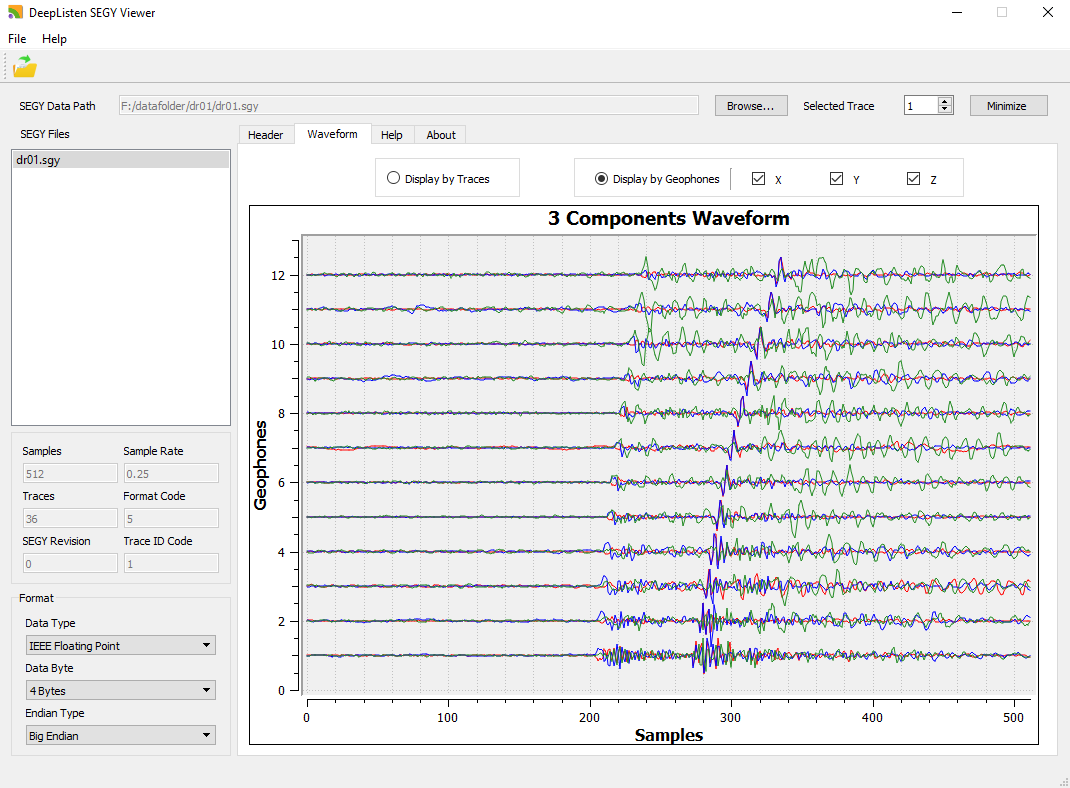 DeepListen SEGY Viewer
File Help
SEGY Data Path F:/datafolder/dr01/dr01.sgy Browse... Selected Trace 1 Minimize
SEGY Files
dr01.sgy
Samples Sample Rate
512 0.25
Traces Format Code
36 5
SEGY Revision Trace ID Code
0 1
Format
Data Type
IEEE Floating Point
Data Byte
4 Bytes
Endian Type
Big Endian
Header Waveform Help About
Display by Traces Display by Geophones X Y Z
3 Components Waveform
12
10
8
6
4
2
0
Geophones
0 100 200 300 400 500
Samples